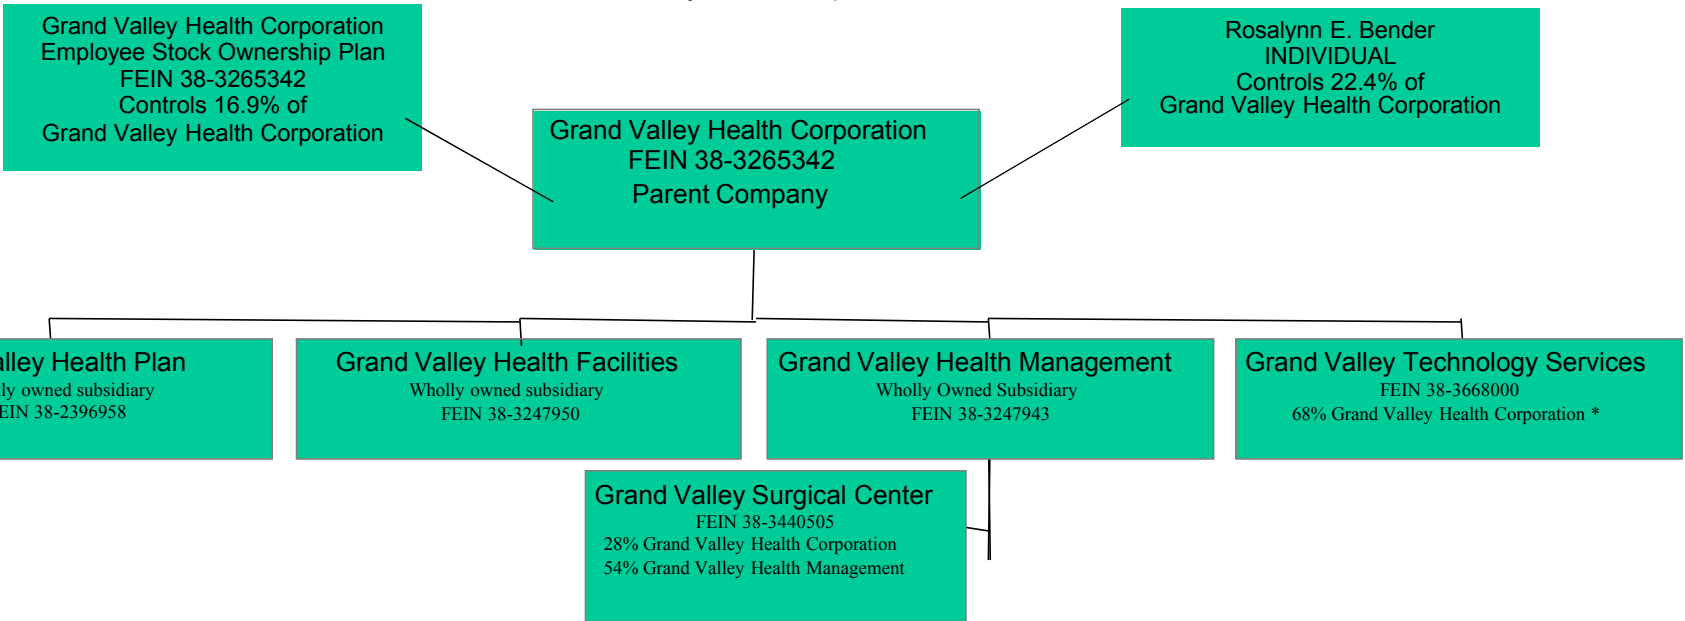 Grand Valley Health Corporation
Employee Stock Ownership Plan
FEIN 38-3265342
Controls 16.9% of
Grand Valley Health Corporation
Rosalynn E. Bender
INDIVIDUAL
Controls 22.4% of
Grand Valley Health Corporation
Grand Valley Health Corporation
FEIN 38-3265342
Parent Company
alley Health Plan
ly owned subsidiary
EIN 38-2396958
Grand Valley Health Facilities
Wholly owned subsidiary
FEIN 38-3247950
Grand Valley Health Management
Wholly Owned Subsidiary
FEIN 38-3247943
Grand Valley Technology Services
FEIN 38-3668000
68% Grand Valley Health Corporation *
Grand Valley Surgical Center
FEIN 38-3440505
28% Grand Valley Health Corporation
54% Grand Valley Health Management